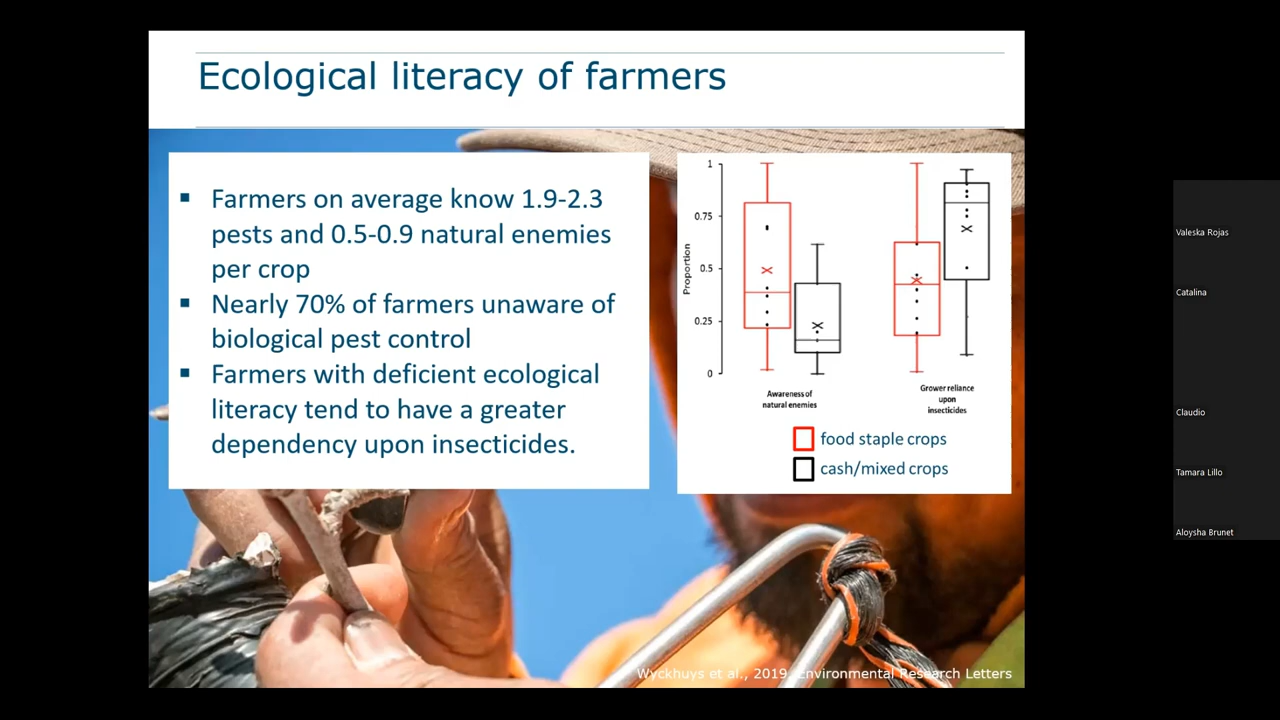 Ecological literacy of farmers
▪ Farmers on average know 1.9-2.3
pests and 0.5-0.9 natural enemies
per crop
▪ Nearly 70% of farmers unaware of
biological pest control
▪ Farmers with deficient ecological
literacy tend to have a greater
dependency upon insecticides.
1
0.75
0.5
0.25
0
Proportion
Awareness of
natural enemies
Grower reliance
upon
insecticides
food staple crops
cash/mixed crops
Wyckhuys et al., 2019, Environmental Research Letters
Valeska Rojas
Catalina
Claudio
Tamara Lillo
Aloysha Brunet